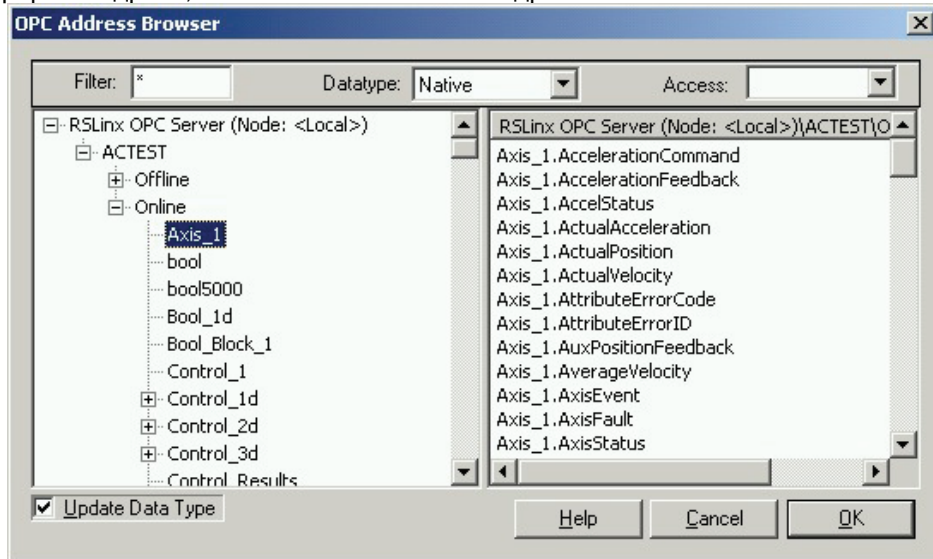 OPC Address Browser
Filter: *
Datatype: Native
Access:
RSLinx OPC Server (Node: <Local>)
ACTEST
Offline
Online
Axis_1
bool
bool5000
Bool_1d
Bool_Block_1
Control_1
Control_1d
Control_2d
Control_3d
Control_Results
RSLinx OPC Server (Node: <Local>)\ACTEST\O
Axis_1.AccelerationCommand
Axis_1.AccelerationFeedback
Axis_1.AccelStatus
Axis_1.ActualAcceleration
Axis_1.ActualPosition
Axis_1.ActualVelocity
Axis_1.AttributeErrorCode
Axis_1.AttributeErrorID
Axis_1.AuxPositionFeedback
Axis_1.AverageVelocity
Axis_1.AxisEvent
Axis_1.AxisFault
Axis_1.AxisStatus
Update Data Type
Help
Cancel
OK